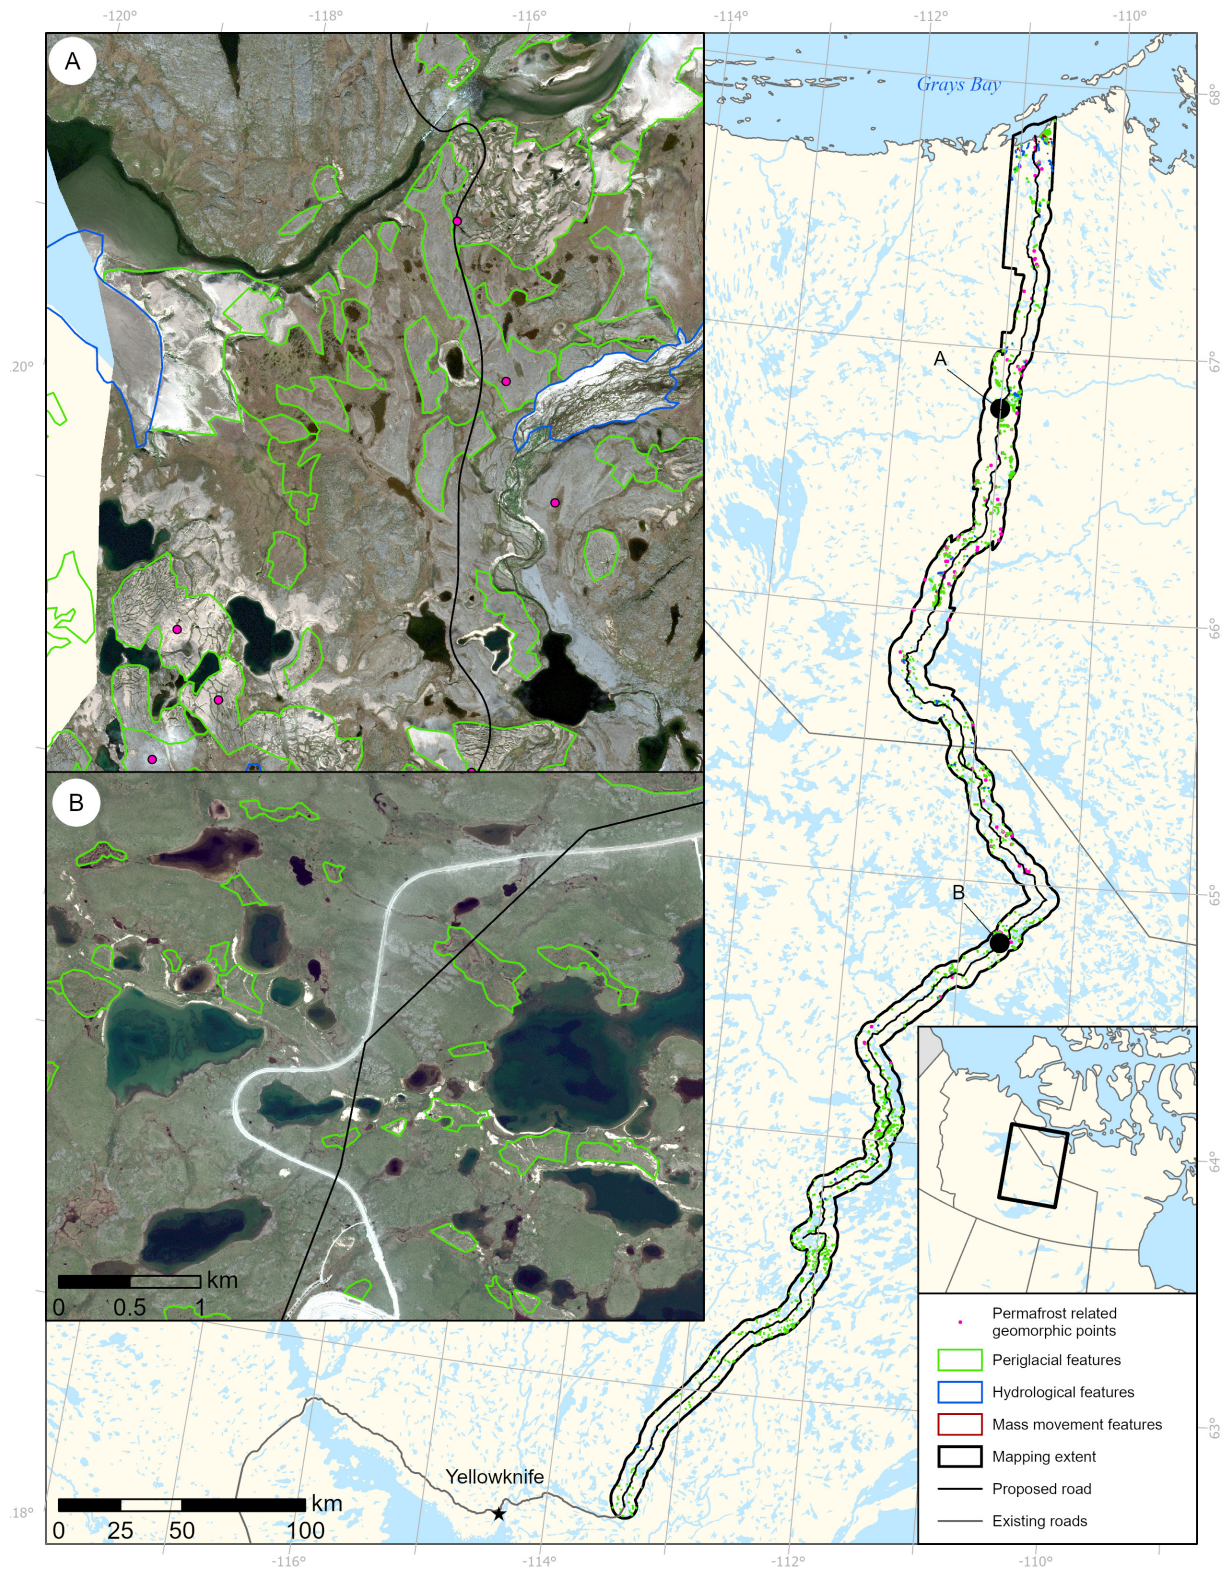 -120°
-118°
-116°
-114°
-112°
-110°
A
Grays Bay
68°
20°
A
67°
66°
B
65°
B
64°
km
0 0.5 1
Permafrost related
geomorphic points
Periglacial features
Hydrological features
Mass movement features
Mapping extent
Proposed road
Existing roads
63°
Yellowknife
km
0 25 50 100
18°
-116°
-114°
-112°
-110°